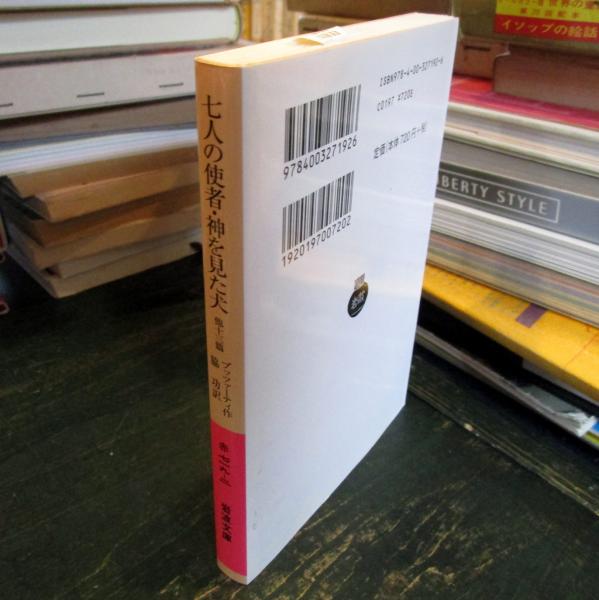 七人の使者・神を見た犬
他十三篇
ブッツァーティ作
脇 功訳
赤七一九-二
岩波文庫
ISBN978-4-00-327192-6
C0197 ¥720E
定価:本体720円+税
9784003271926
1920197007202
岩波
イソップの絵話
BERTY STYLE